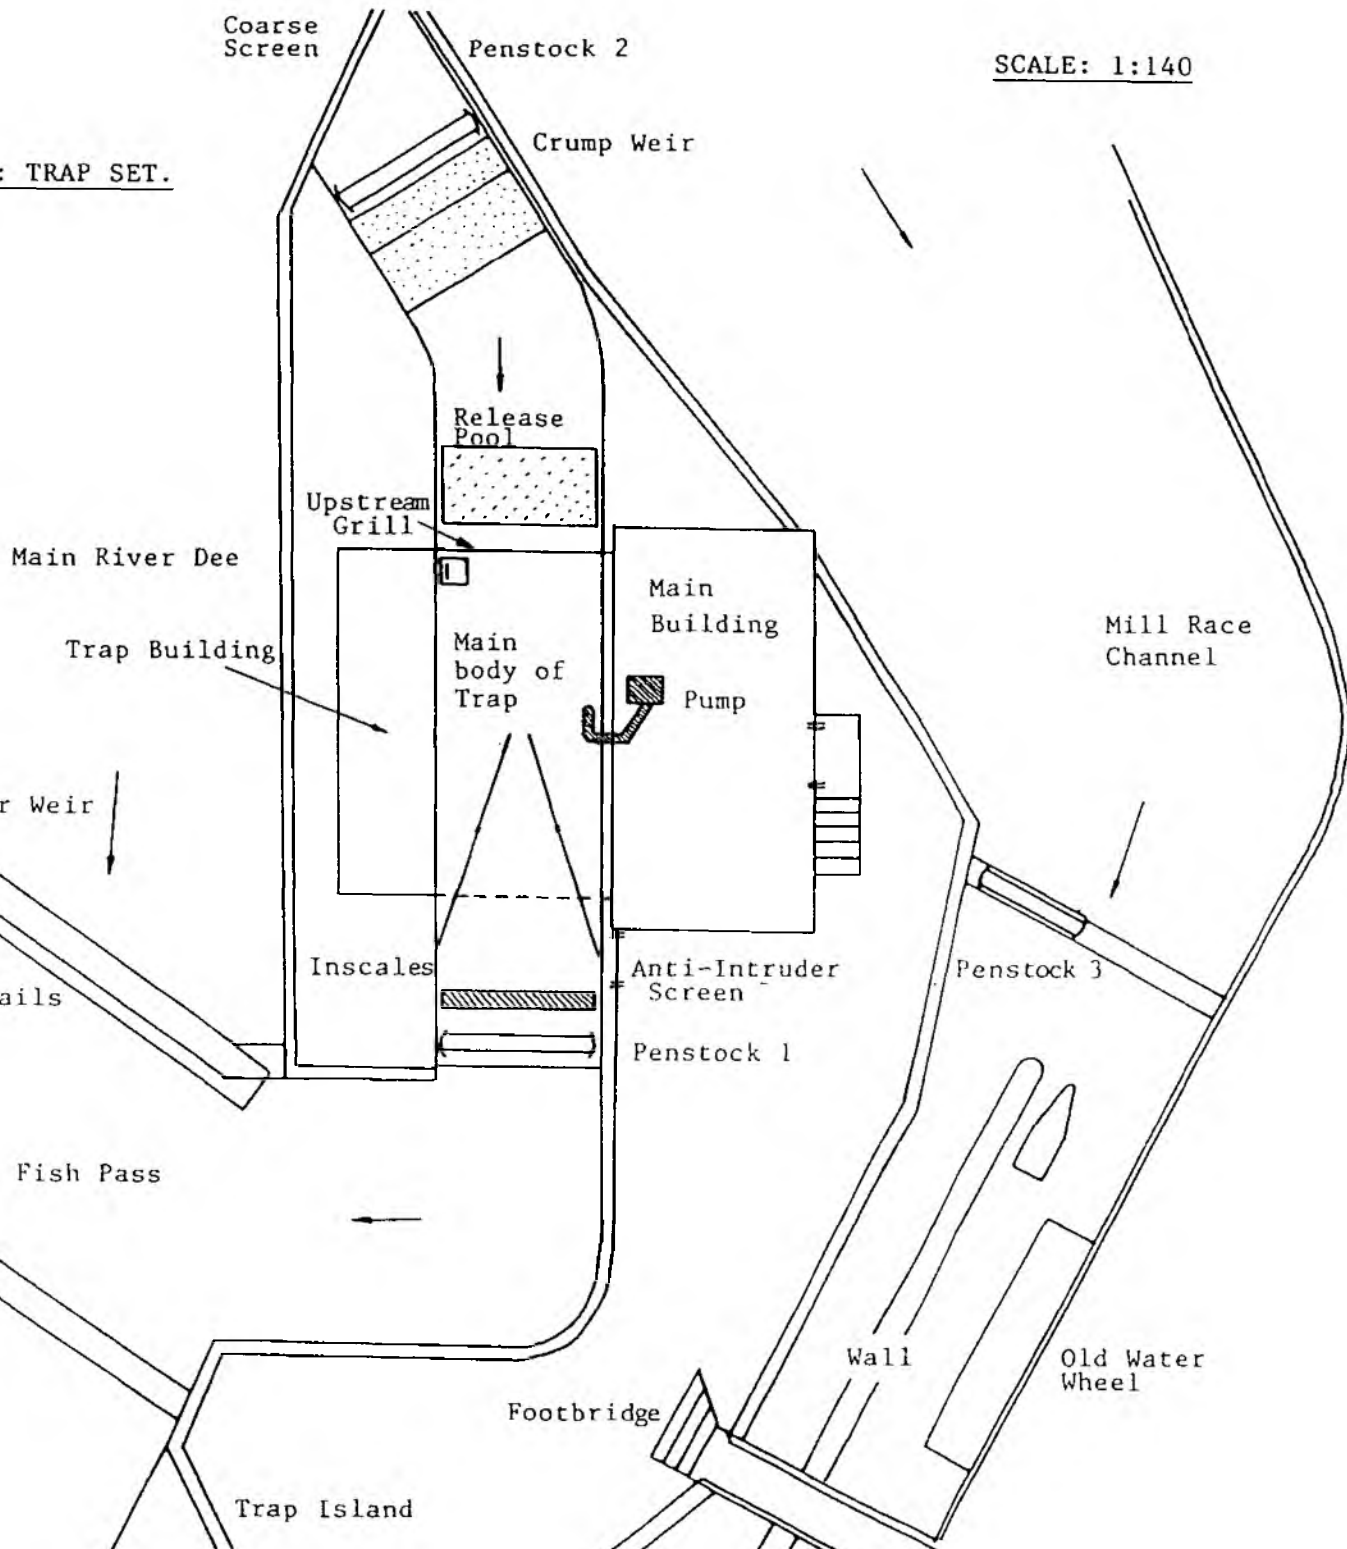 Coarse
Screen
Penstock 2
SCALE: 1:140
Crump Weir
: TRAP SET.
Release
Pool
Upstream
Grill
Main River Dee
Main
Building
Trap Building
Main
body of
Trap
Pump
Mill Race
Channel
r Weir
Inscales
Anti-Intruder
Screen
Penstock 3
ails
Penstock 1
Fish Pass
Wall
Old Water
Wheel
Footbridge
Trap Island